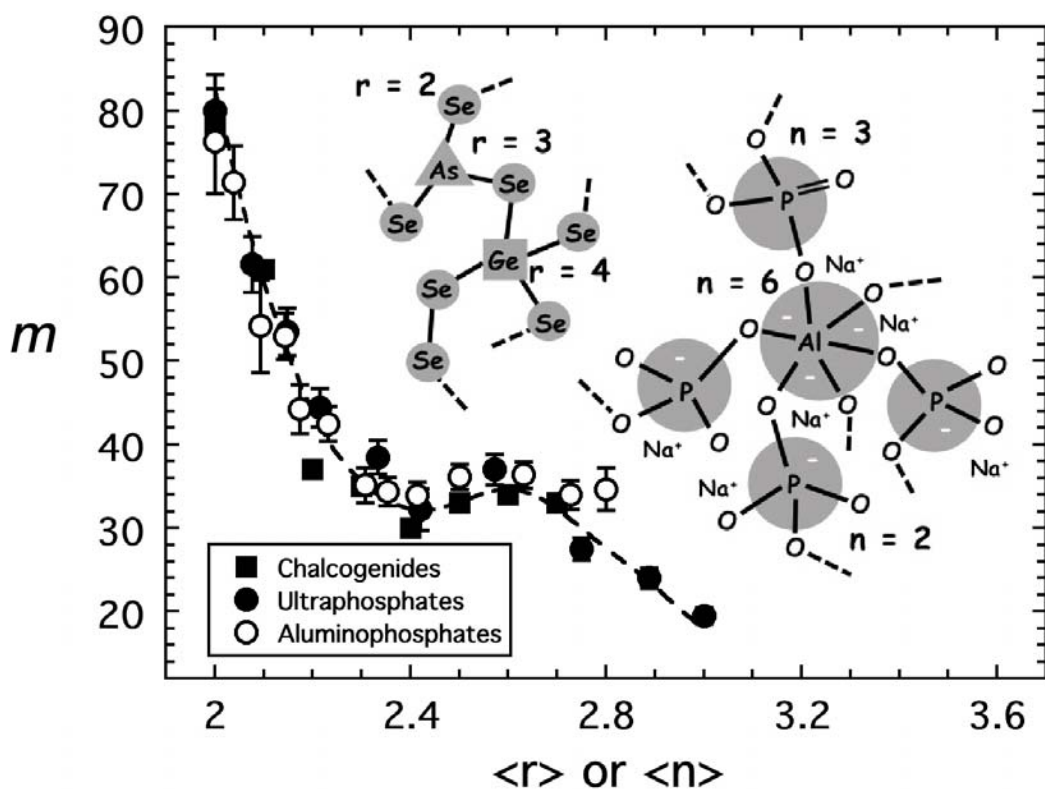 90
80
70
60
50
40
30
20
m
r = 2
Se
r = 3
As
Se
Se
Se
Ge
r = 4
Se
Se
Se
n = 3
O
O
P
O
O
Na⁺
n = 6
O
Na⁺
O
Al
O
O
P
O
O
Na⁺
O
O
Na⁺
O
P
O
O
O
Na⁺
Na⁺
P
O
O
O
n = 2
Chalcogenides
Ultraphosphates
Aluminophosphates
2
2.4
2.8
3.2
3.6
<r> or <n>